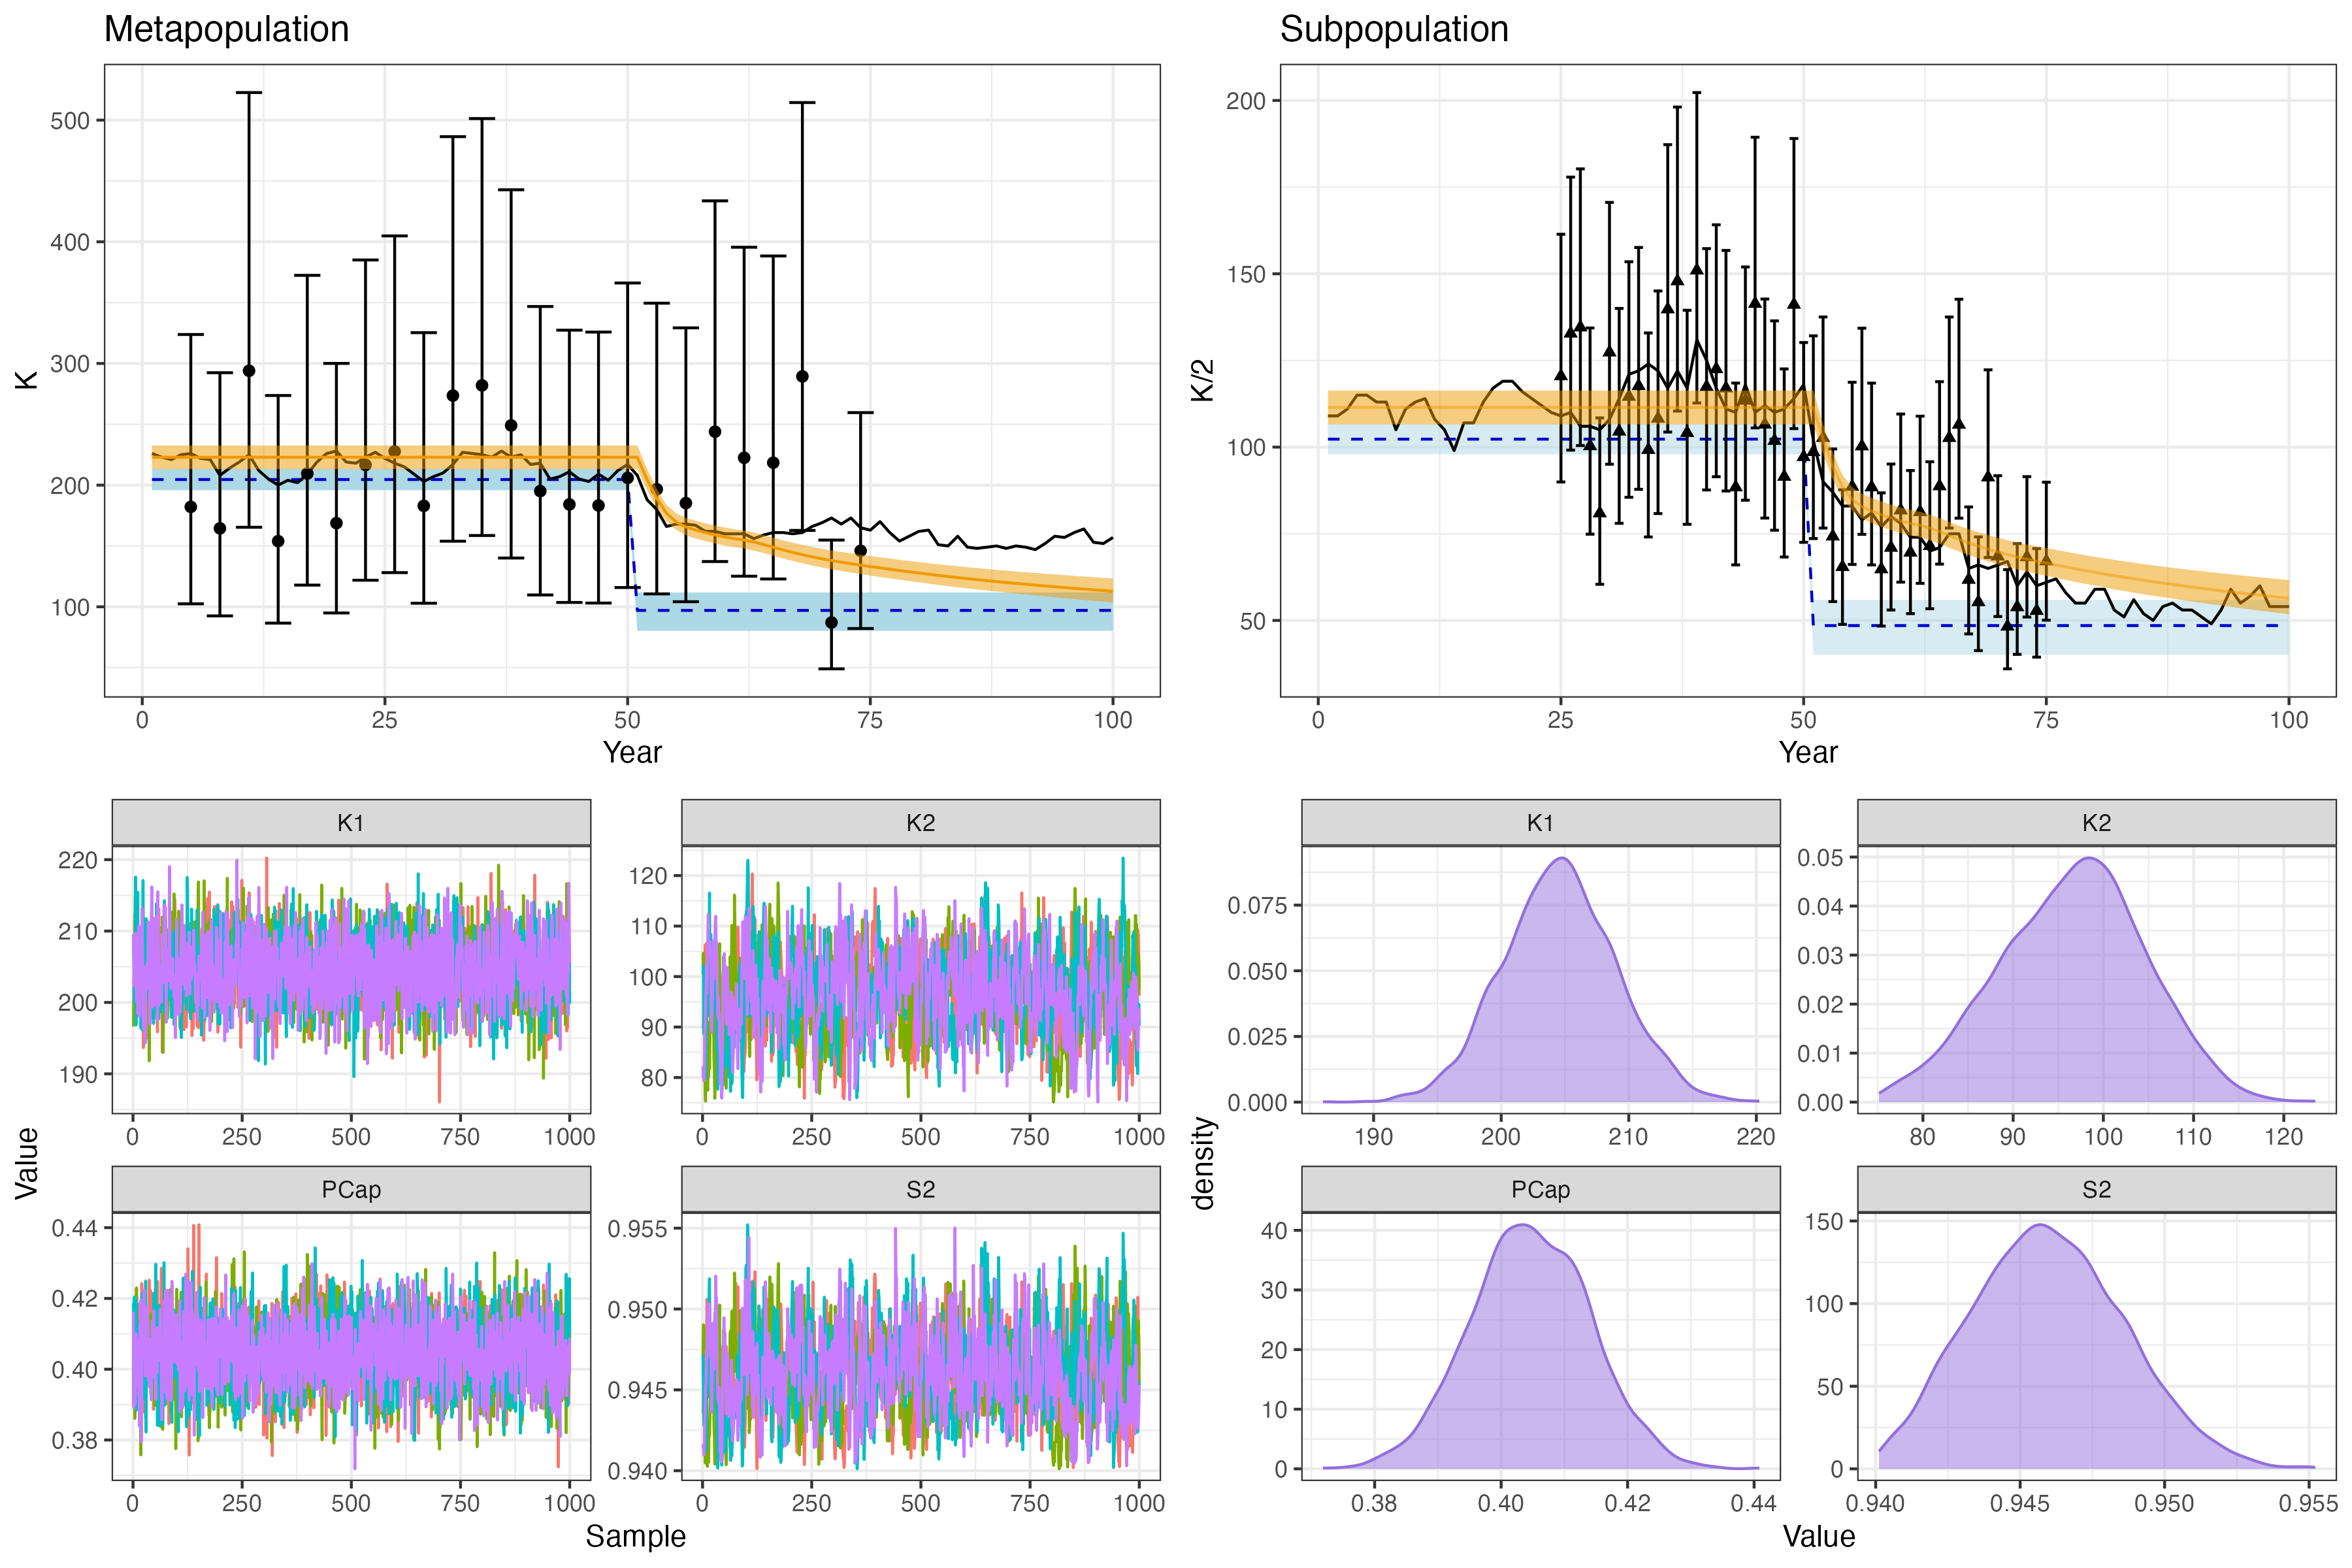 Metapopulation
Subpopulation
500
400
300
200
100
K
0 25 50 75 100
Year
200
150
100
50
K/2
0 25 50 75 100
Year
K1
220
210
200
190
0 250 500 750 1000
K2
120
110
100
90
80
0 250 500 750 1000
PCap
0.44
0.42
0.40
0.38
0 250 500 750 1000
S2
0.955
0.950
0.945
0.940
0 250 500 750 1000
Value
Sample
K1
0.075
0.050
0.025
0.000
190 200 210 220
K2
0.05
0.04
0.03
0.02
0.01
0.00
80 90 100 110 120
PCap
40
30
20
10
0
0.38 0.40 0.42 0.44
S2
150
100
50
0
0.940 0.945 0.950 0.955
density
Value